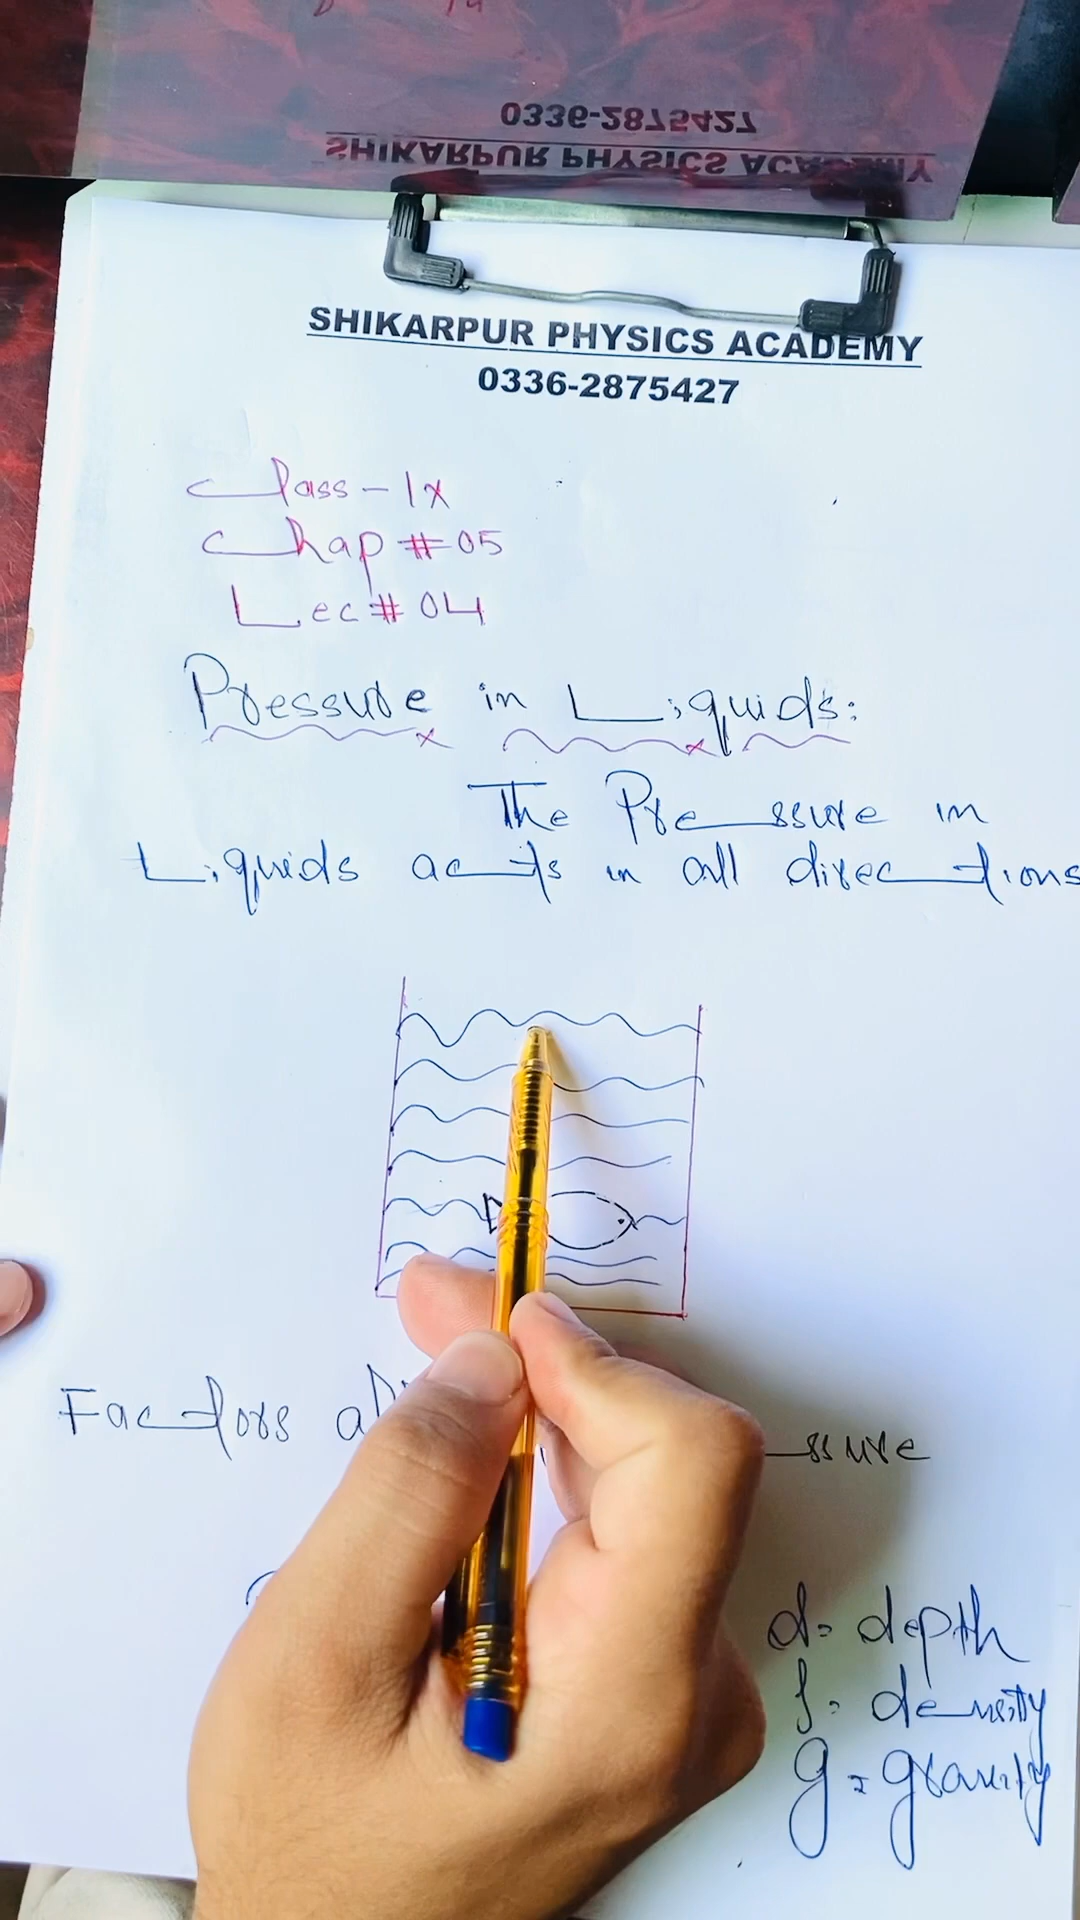 0336-2875427
SHIKARPUR PHYSICS ACADEMY
SHIKARPUR PHYSICS ACADEMY
0336-2875427
Class-IX
Chap # 05
Lec # 04
Pressure in Liquids:
The Pressure in
Liquids acts in all directions
Factors
ssure
d= depth
ρ= density
g= gravity